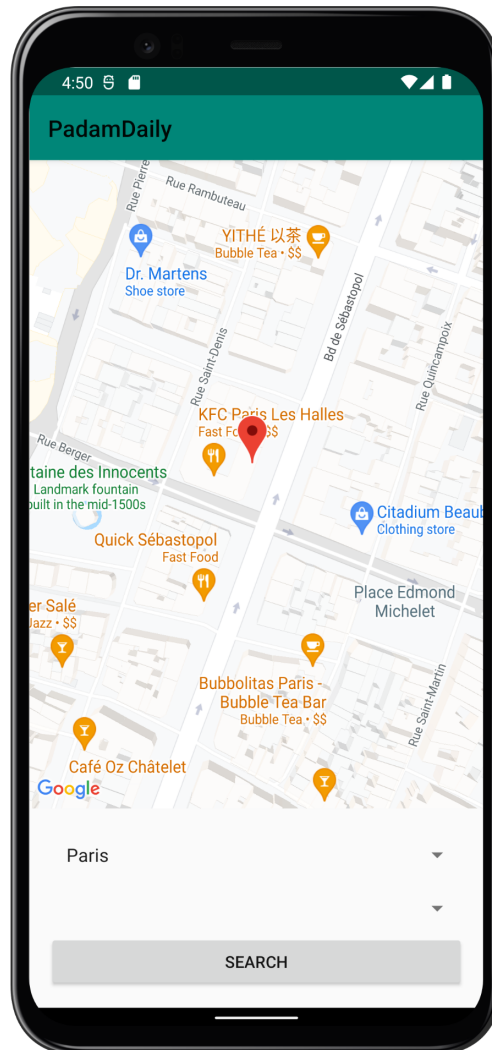 4:50
PadamDaily
Rue Pierre
Rue Rambuteau
YITHÉ 以茶
Bubble Tea • $$
Dr. Martens
Shoe store
Bd de Sébastopol
Rue Saint-Denis
Rue Quincampoix
KFC Paris Les Halles
Fast $$
Rue Berger
taine des Innocents
Landmark fountain
built in the mid-1500s
Citadium Beaub
Clothing store
Quick Sébastopol
Fast Food
Place Edmond
Michelet
er Salé
Jazz • $$
Bubbolitas Paris -
Bubble Tea Bar
Bubble Tea • $$
Rue Saint-Martin
Café Oz Châtelet
Google
Paris
SEARCH